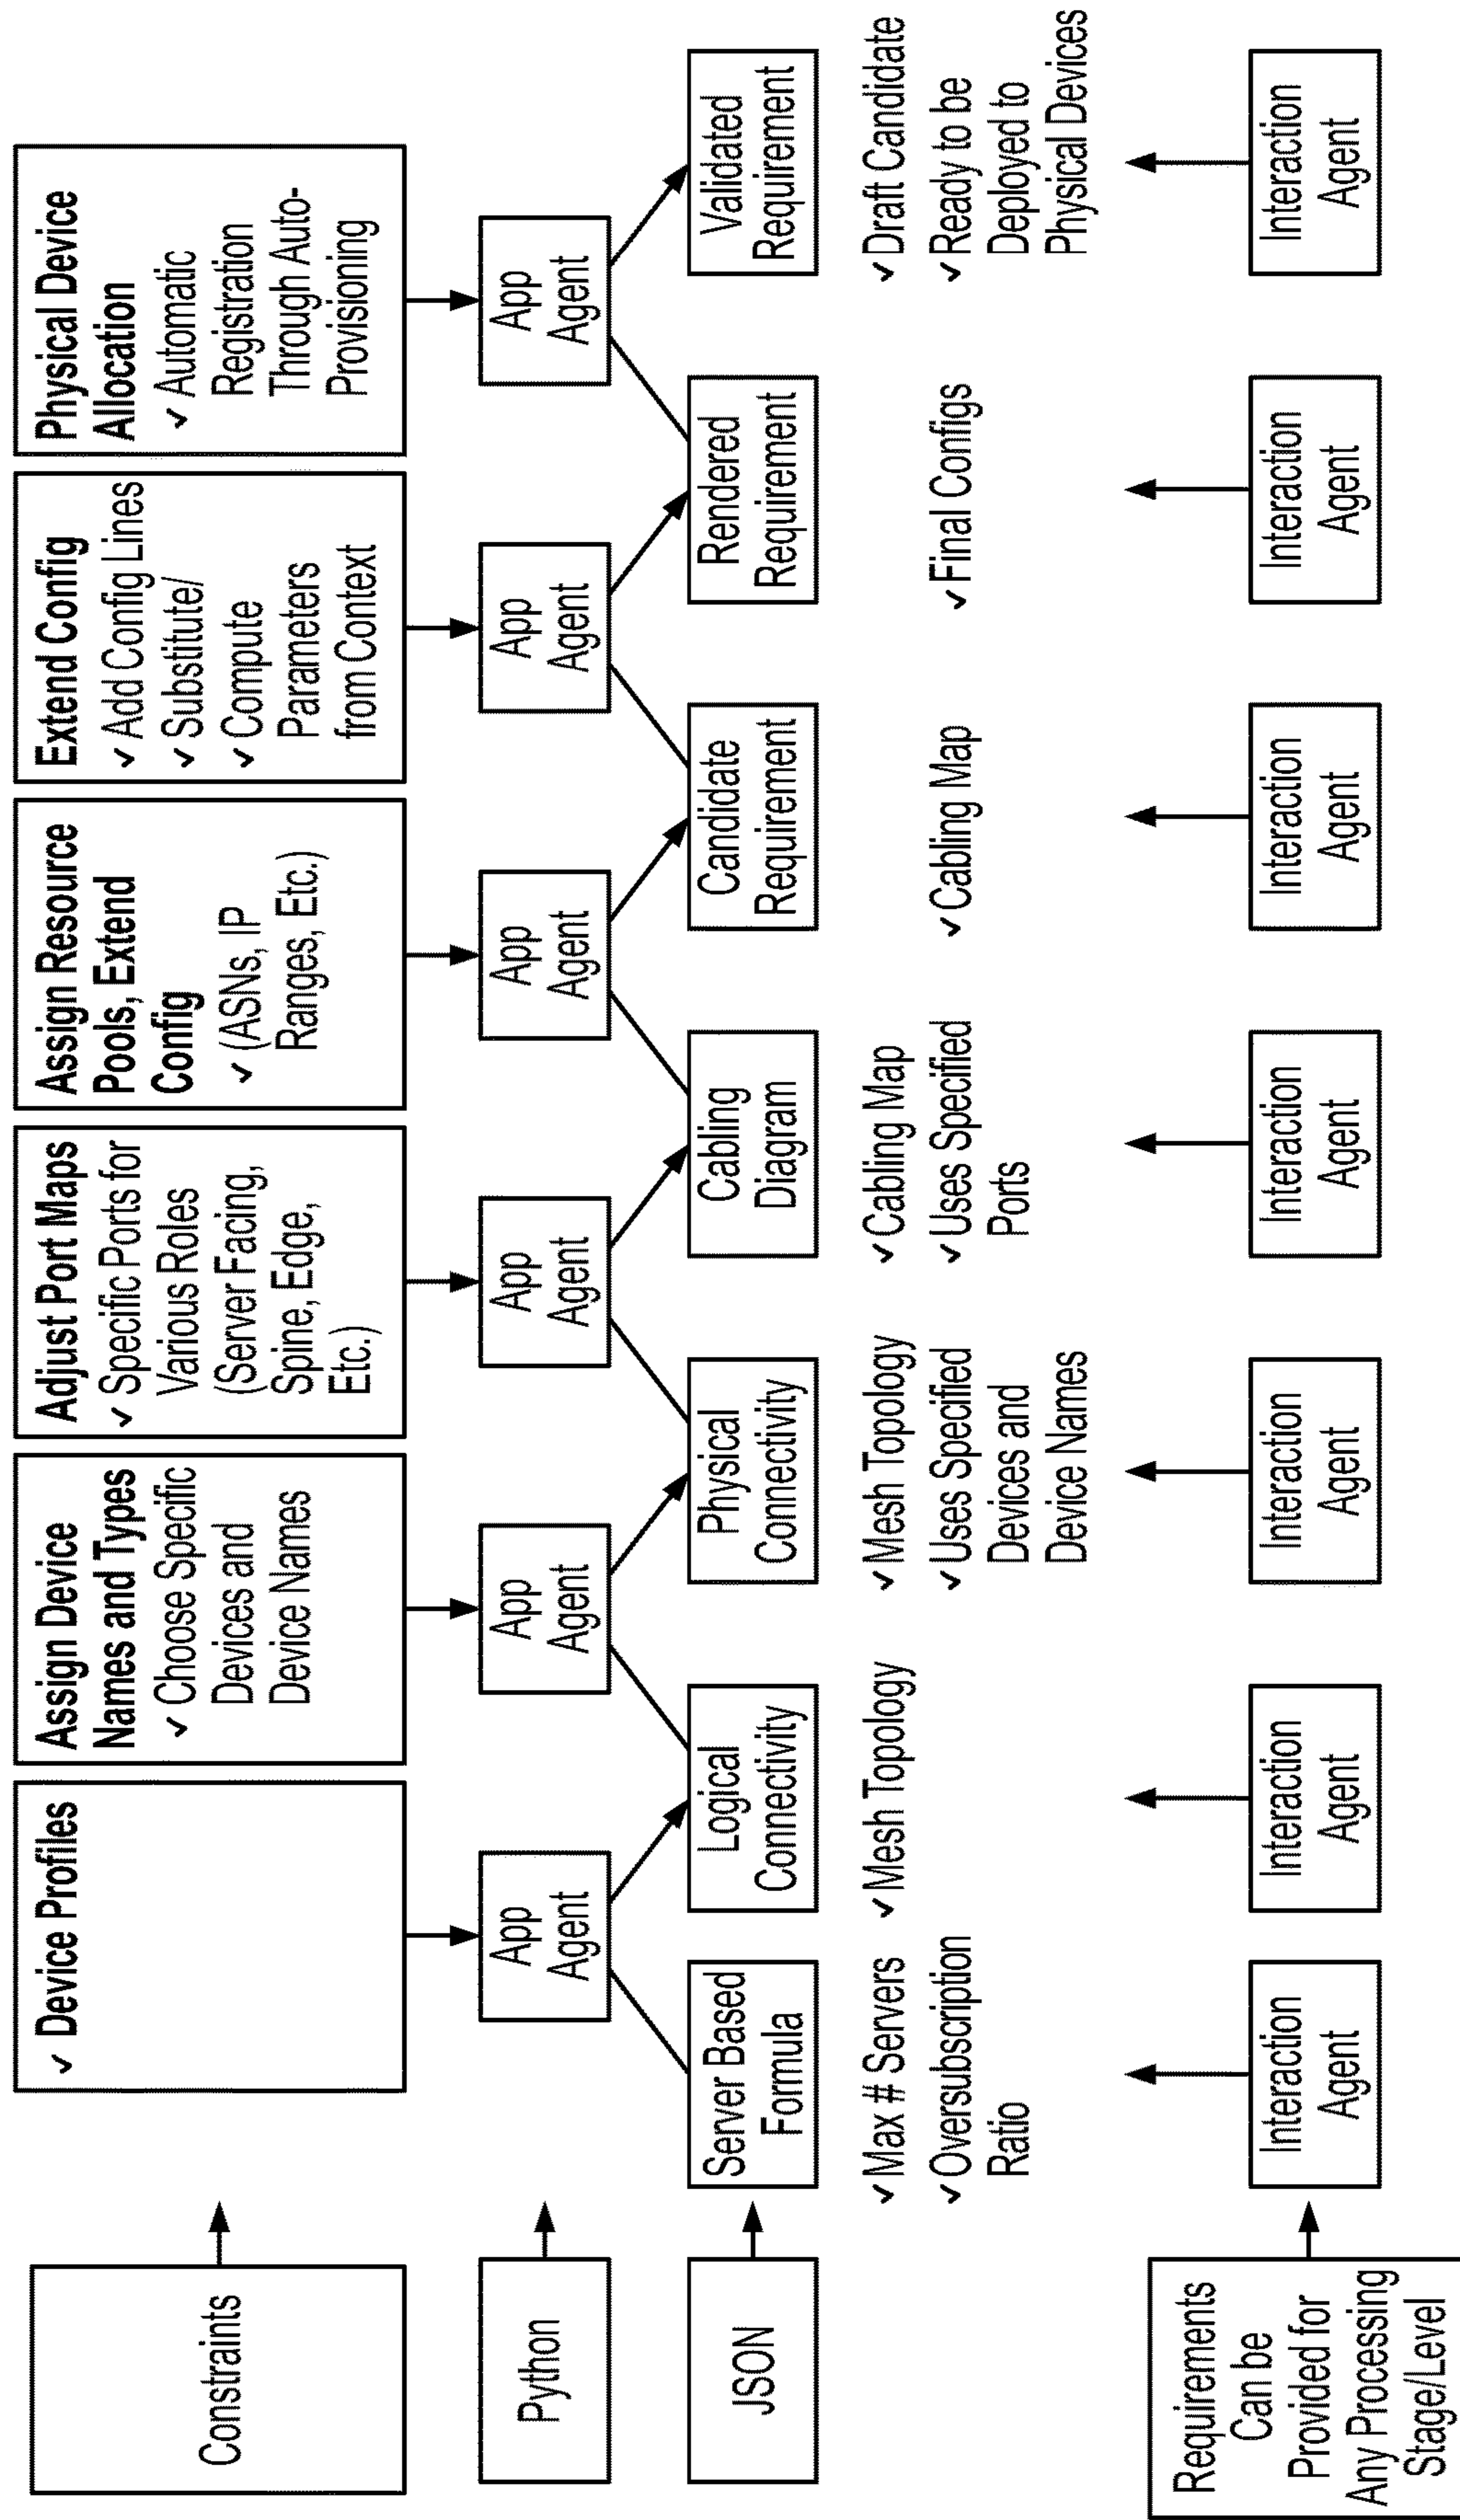 Constraints
✓ Device Profiles
Assign Device
Names and Types
✓ Choose Specific
Devices and
Device Names
Adjust Port Maps
✓ Specific Ports for
Various Roles
(Server Facing,
Spine, Edge,
Etc.)
Assign Resource
Pools, Extend
Config
✓ (ASNs, IP
Ranges, Etc.)
Extend Config
✓ Add Config Lines
✓ Substitute/
✓ Compute
Parameters
from Context
Physical Device
Allocation
✓ Automatic
Registration
Through Auto-
Provisioning
Python
App
Agent
App
Agent
App
Agent
App
Agent
App
Agent
App
Agent
JSON
Server Based
Formula
Logical
Connectivity
Physical
Connectivity
Cabling
Diagram
Candidate
Requirement
Rendered
Requirement
Validated
Requirement
✓ Max # Servers
✓ Oversubscription
Ratio
✓ Mesh Topology
✓ Mesh Topology
✓ Uses Specified
Devices and
Device Names
✓ Cabling Map
✓ Uses Specified
Ports
✓ Cabling Map
✓ Final Configs
✓ Draft Candidate
✓ Ready to be
Deployed to
Physical Devices
Requirements
Can be
Provided for
Any Processing
Stage/Level
Interaction
Agent
Interaction
Agent
Interaction
Agent
Interaction
Agent
Interaction
Agent
Interaction
Agent
Interaction
Agent